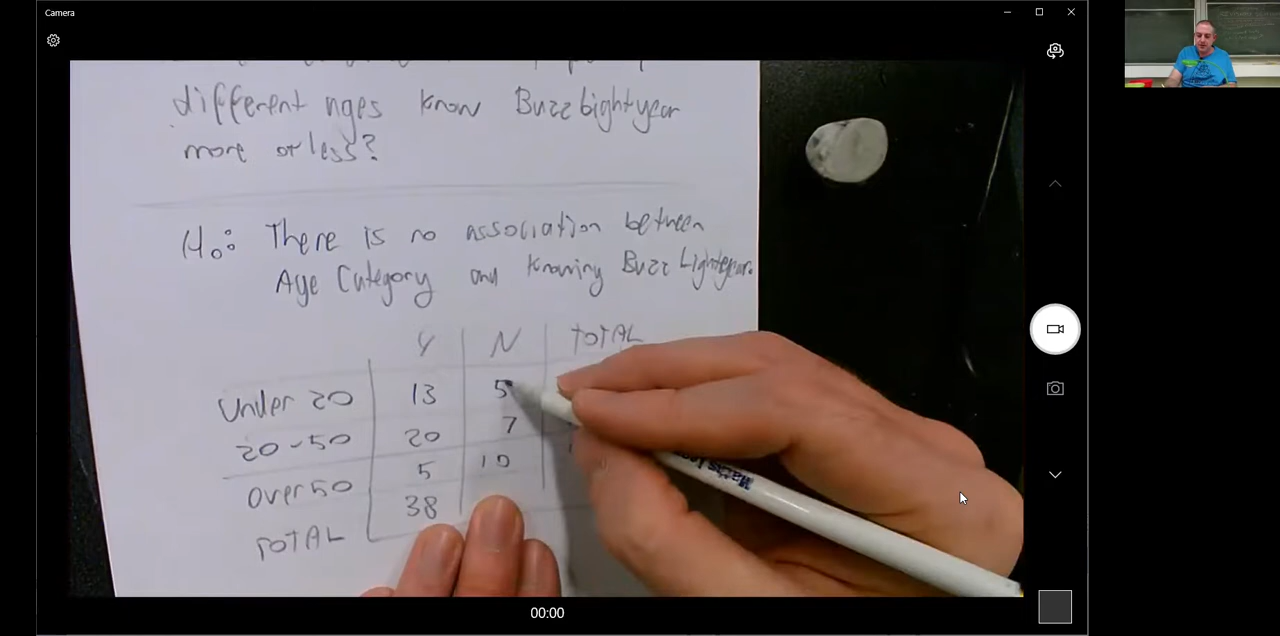 Camera
different ages know Buzz Lightyear
more or less?
H₀: There is no association between
Age Category and Knowing Buzz Lightyear.
Y N TOTAL
Under 20 13 5
20-50 20 7
over 50 5 10
TOTAL 38
00:00